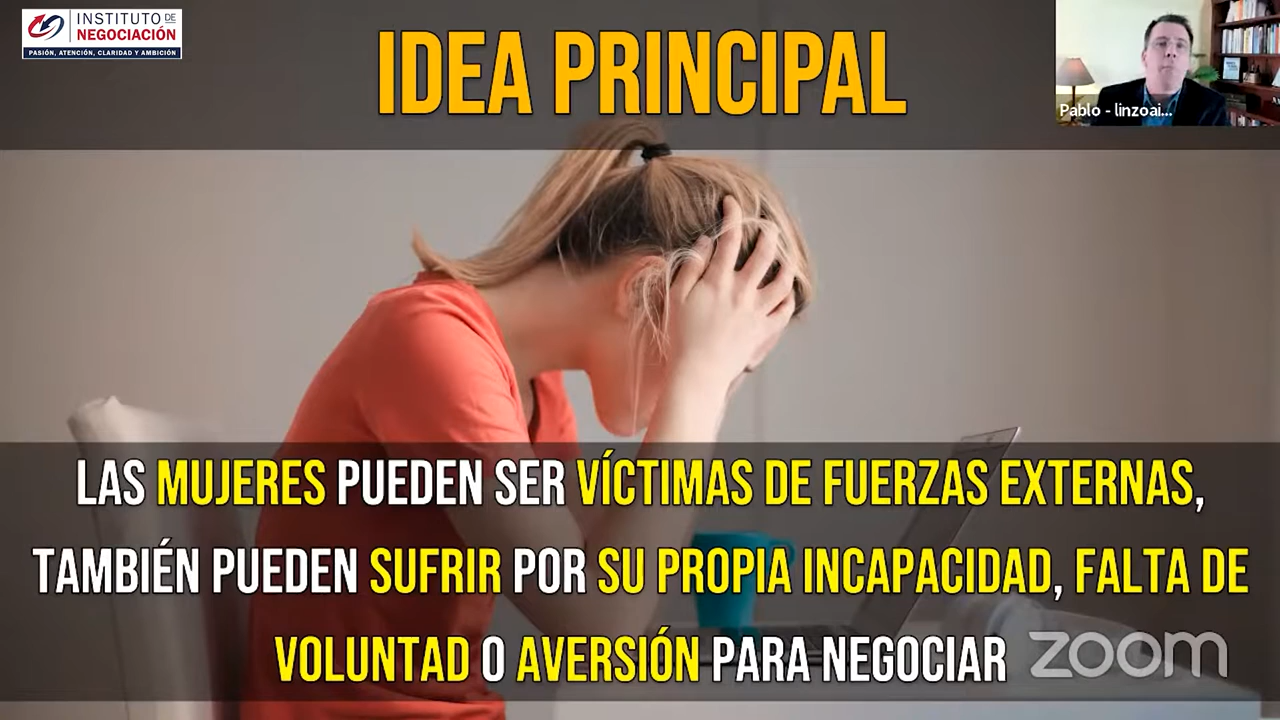 INSTITUTO DE
NEGOCIACIÓN
PASIÓN, ATENCIÓN, CLARIDAD Y AMBICIÓN
IDEA PRINCIPAL
Pablo - linzoai...
LAS MUJERES PUEDEN SER VÍCTIMAS DE FUERZAS EXTERNAS,
TAMBIÉN PUEDEN SUFRIR POR SU PROPIA INCAPACIDAD, FALTA DE
VOLUNTAD O AVERSIÓN PARA NEGOCIAR
zoom